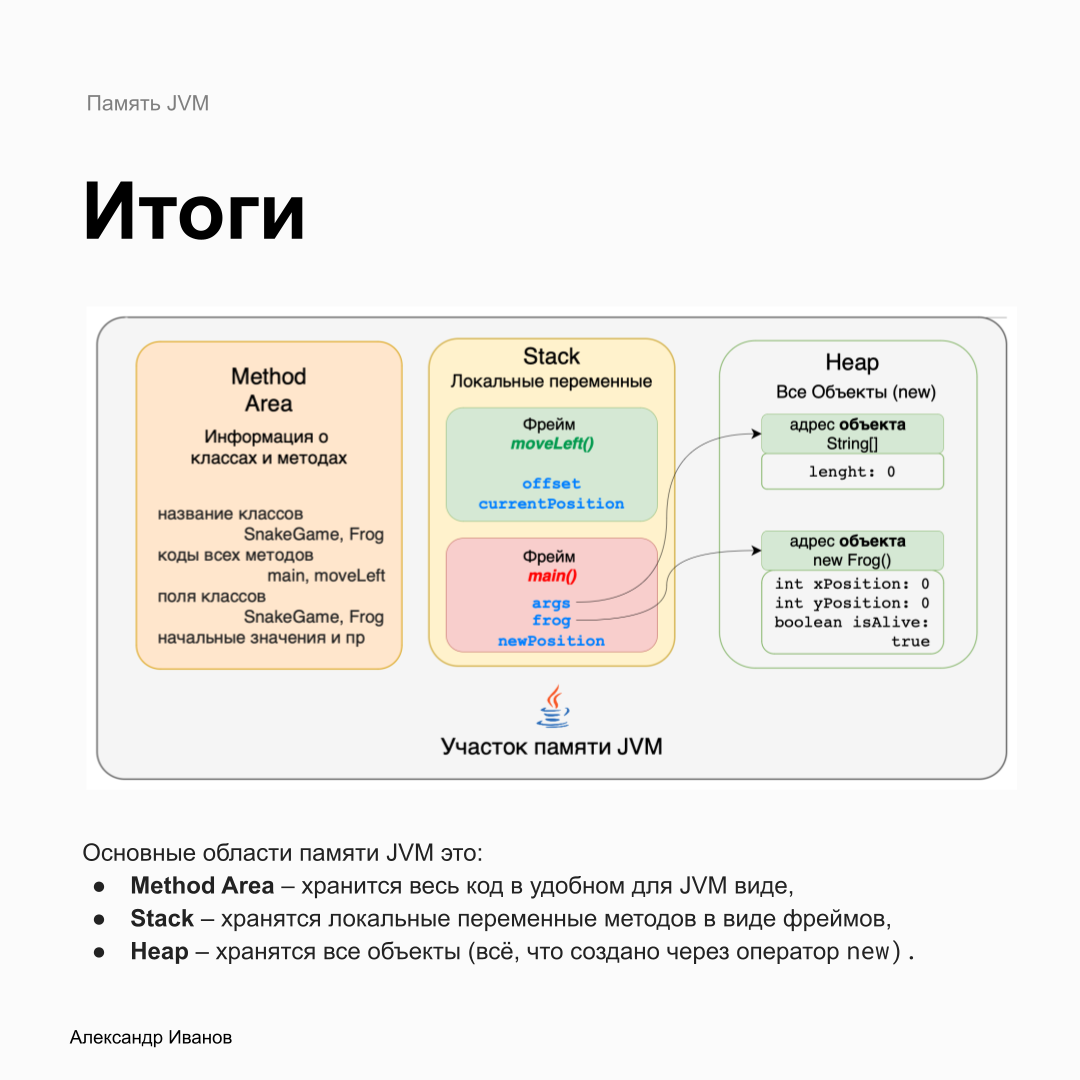 Память JVM
Итоги
Method
Area
Информация о
классах и методах
название классов
SnakeGame, Frog
коды всех методов
main, moveLeft
поля классов
SnakeGame, Frog
начальные значения и пр
Stack
Локальные переменные
Фрейм
moveLeft()
offset
currentPosition
Фрейм
main()
args
frog
newPosition
Heap
Все Объекты (new)
адрес объекта
String[]
lenght: 0
адрес объекта
new Frog()
int xPosition: 0
int yPosition: 0
boolean isAlive:
true
Участок памяти JVM
Основные области памяти JVM это:
● Method Area – хранится весь код в удобном для JVM виде,
● Stack – хранятся локальные переменные методов в виде фреймов,
● Heap – хранятся все объекты (всё, что создано через оператор new).
Александр Иванов